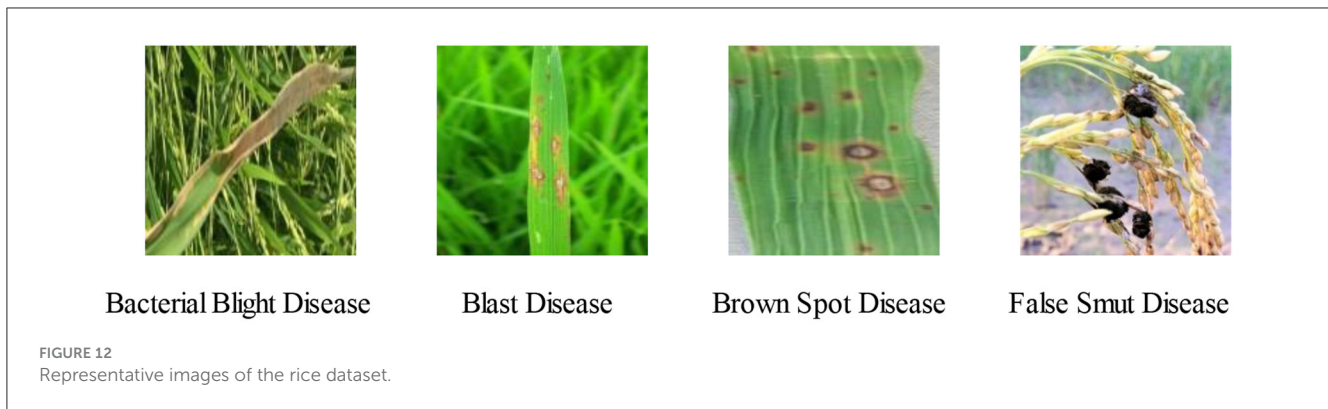 Bacterial Blight Disease
Blast Disease
Brown Spot Disease
False Smut Disease
FIGURE 12
Representative images of the rice dataset.